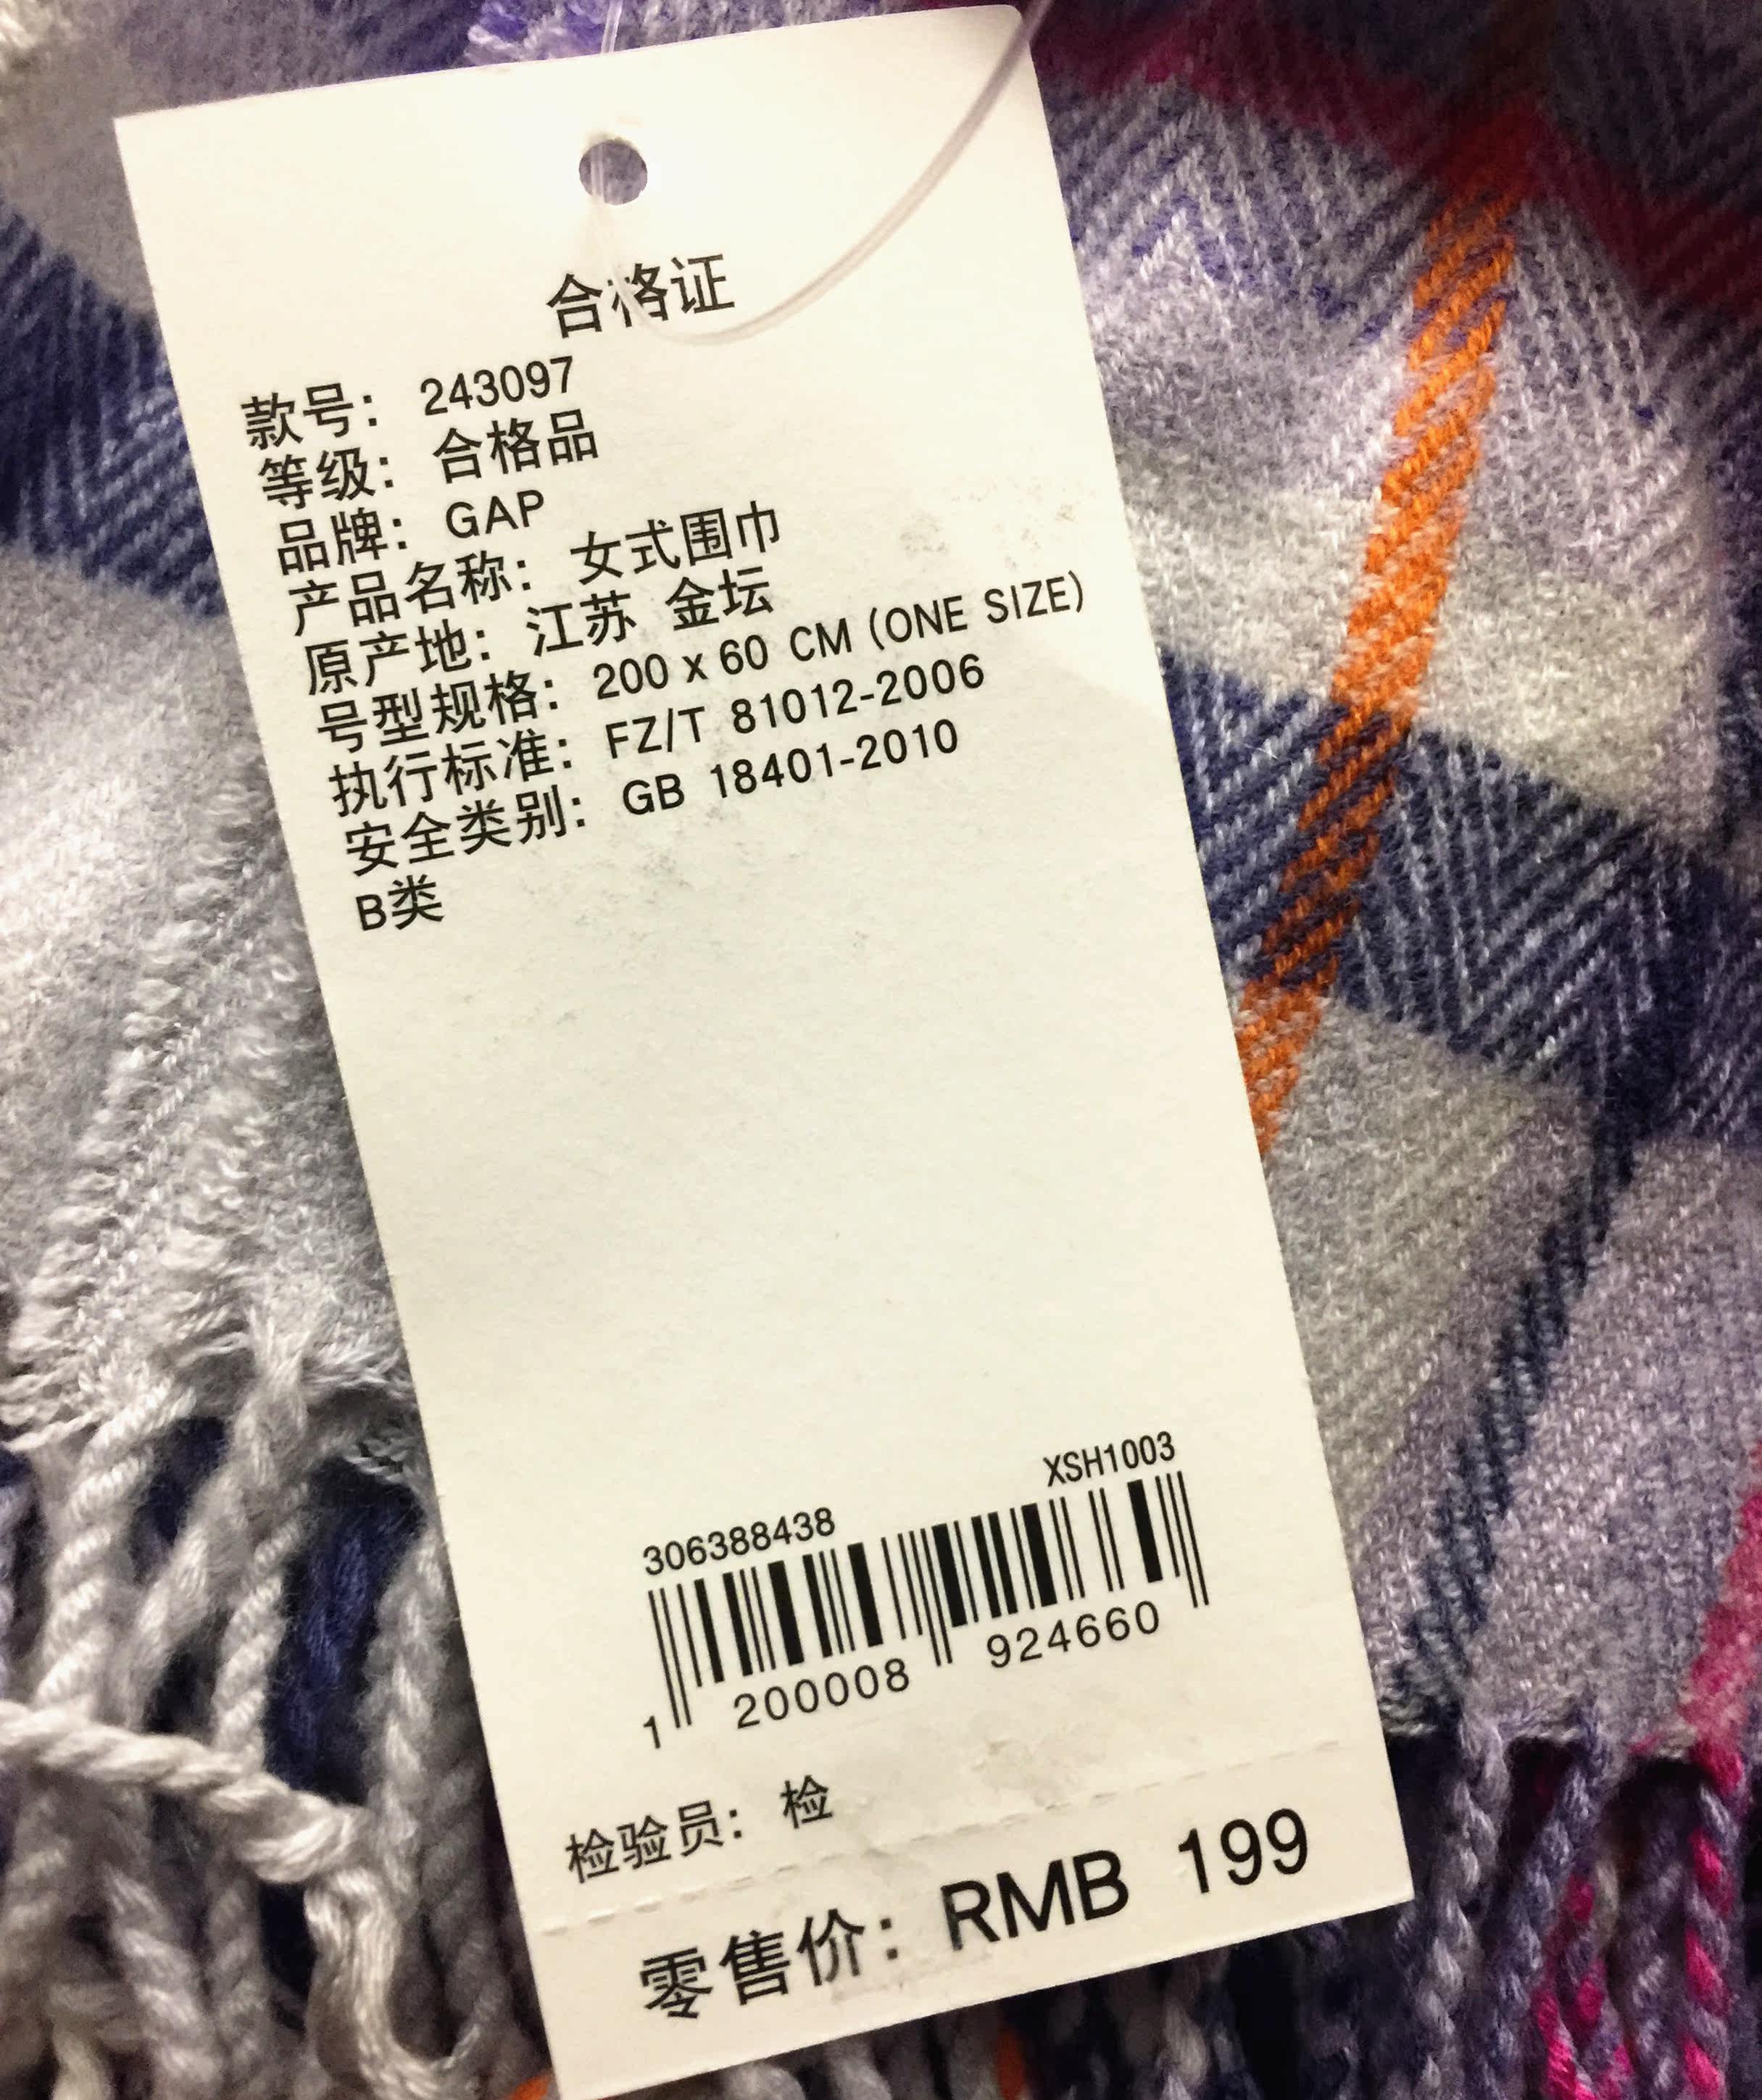 合格证
款号: 243097
等级: 合格品
品牌: GAP
产品名称: 女式围巾
原产地: 江苏 金坛
号型规格: 200 x 60 CM (ONE SIZE)
执行标准: FZ/T 81012-2006
安全类别: GB 18401-2010
B类
XSH1003
306388438
1 200008 924660
检验员: 检
零售价: RMB 199